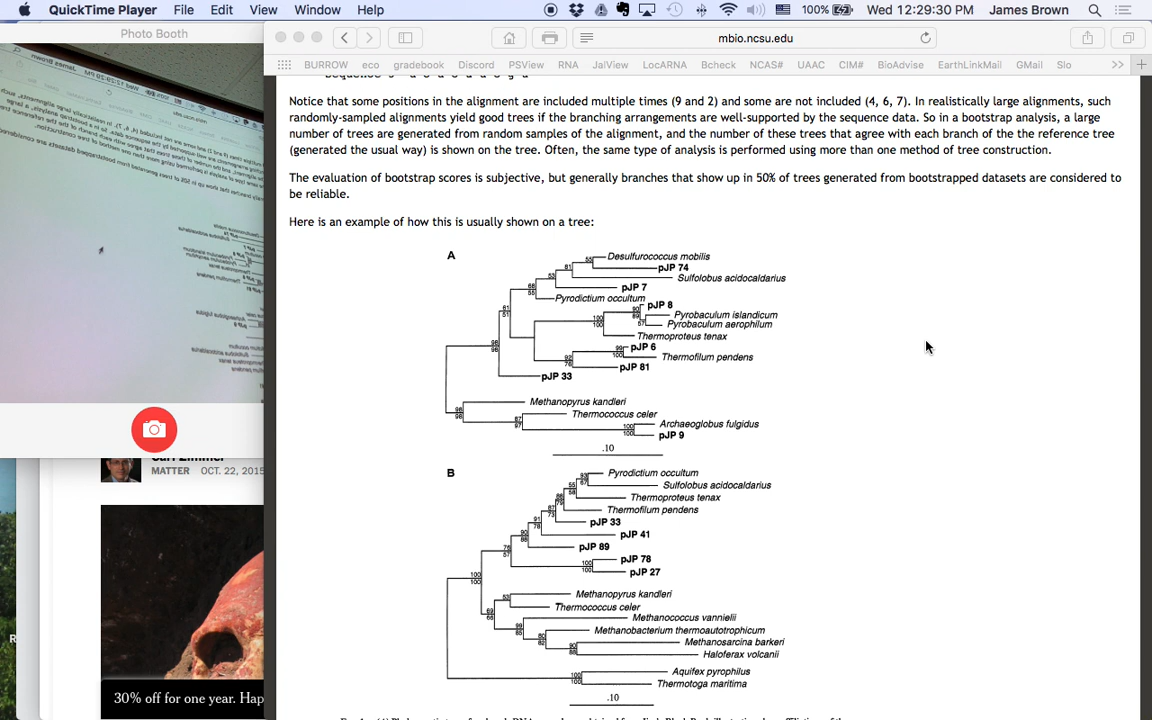 QuickTime Player File Edit View Window Help 100% Wed 12:29:30 PM James Brown
Photo Booth
mbio.ncsu.edu
BURROW eco gradebook Discord PSView RNA JalView LocARNA Bcheck NCAS# UAAC CIM# BioAdvise EarthLinkMail GMail Slo >> +
Notice that some positions in the alignment are included multiple times (9 and 2) and some are not included (4, 6, 7). In realistically large alignments, such
randomly-sampled alignments yield good trees if the branching arrangements are well-supported by the sequence data. So in a bootstrap analysis, a large
number of trees are generated from random samples of the alignment, and the number of these trees that agree with each branch of the the reference tree
(generated the usual way) is shown on the tree. Often, the same type of analysis is performed using more than one method of tree construction.
The evaluation of bootstrap scores is subjective, but generally branches that show up in 50% of trees generated from bootstrapped datasets are considered to
be reliable.
Here is an example of how this is usually shown on a tree:
A
Desulfurococcus mobilis
pJP 74
Sulfolobus acidocaldarius
pJP 7
Pyrodictium occultum
pJP 8
Pyrobaculum islandicum
Pyrobaculum aerophilum
Thermoproteus tenax
pJP 6
Thermofilum pendens
pJP 81
pJP 33
Methanopyrus kandleri
Thermococcus celer
Archaeoglobus fulgidus
pJP 9
.10
B
Pyrodictium occultum
Sulfolobus acidocaldarius
Thermoproteus tenax
Thermofilum pendens
pJP 33
pJP 41
pJP 89
pJP 78
pJP 27
Methanopyrus kandleri
Thermococcus celer
Methanococcus vannielii
Methanobacterium thermoautotrophicum
Methanosarcina barkeri
Haloferax volcanii
Aquifex pyrophilus
Thermotoga maritima
.10
Carl Zimmer
MATTER OCT. 22, 2015
30% off for one year. Hap